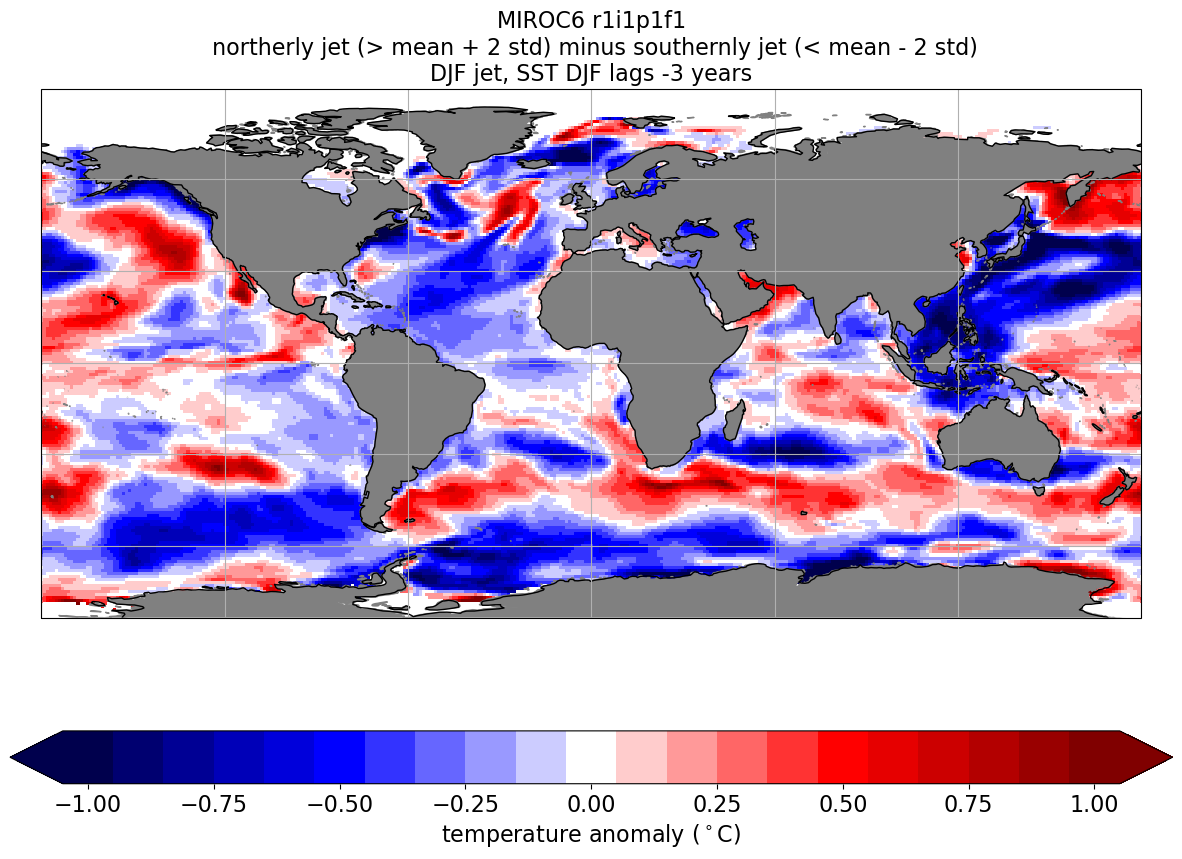 MIROC6 r1i1p1f1
northerly jet (> mean + 2 std) minus southernly jet (< mean - 2 std)
DJF jet, SST DJF lags -3 years
−1.00 −0.75 −0.50 −0.25 0.00 0.25 0.50 0.75 1.00
temperature anomaly (°C)